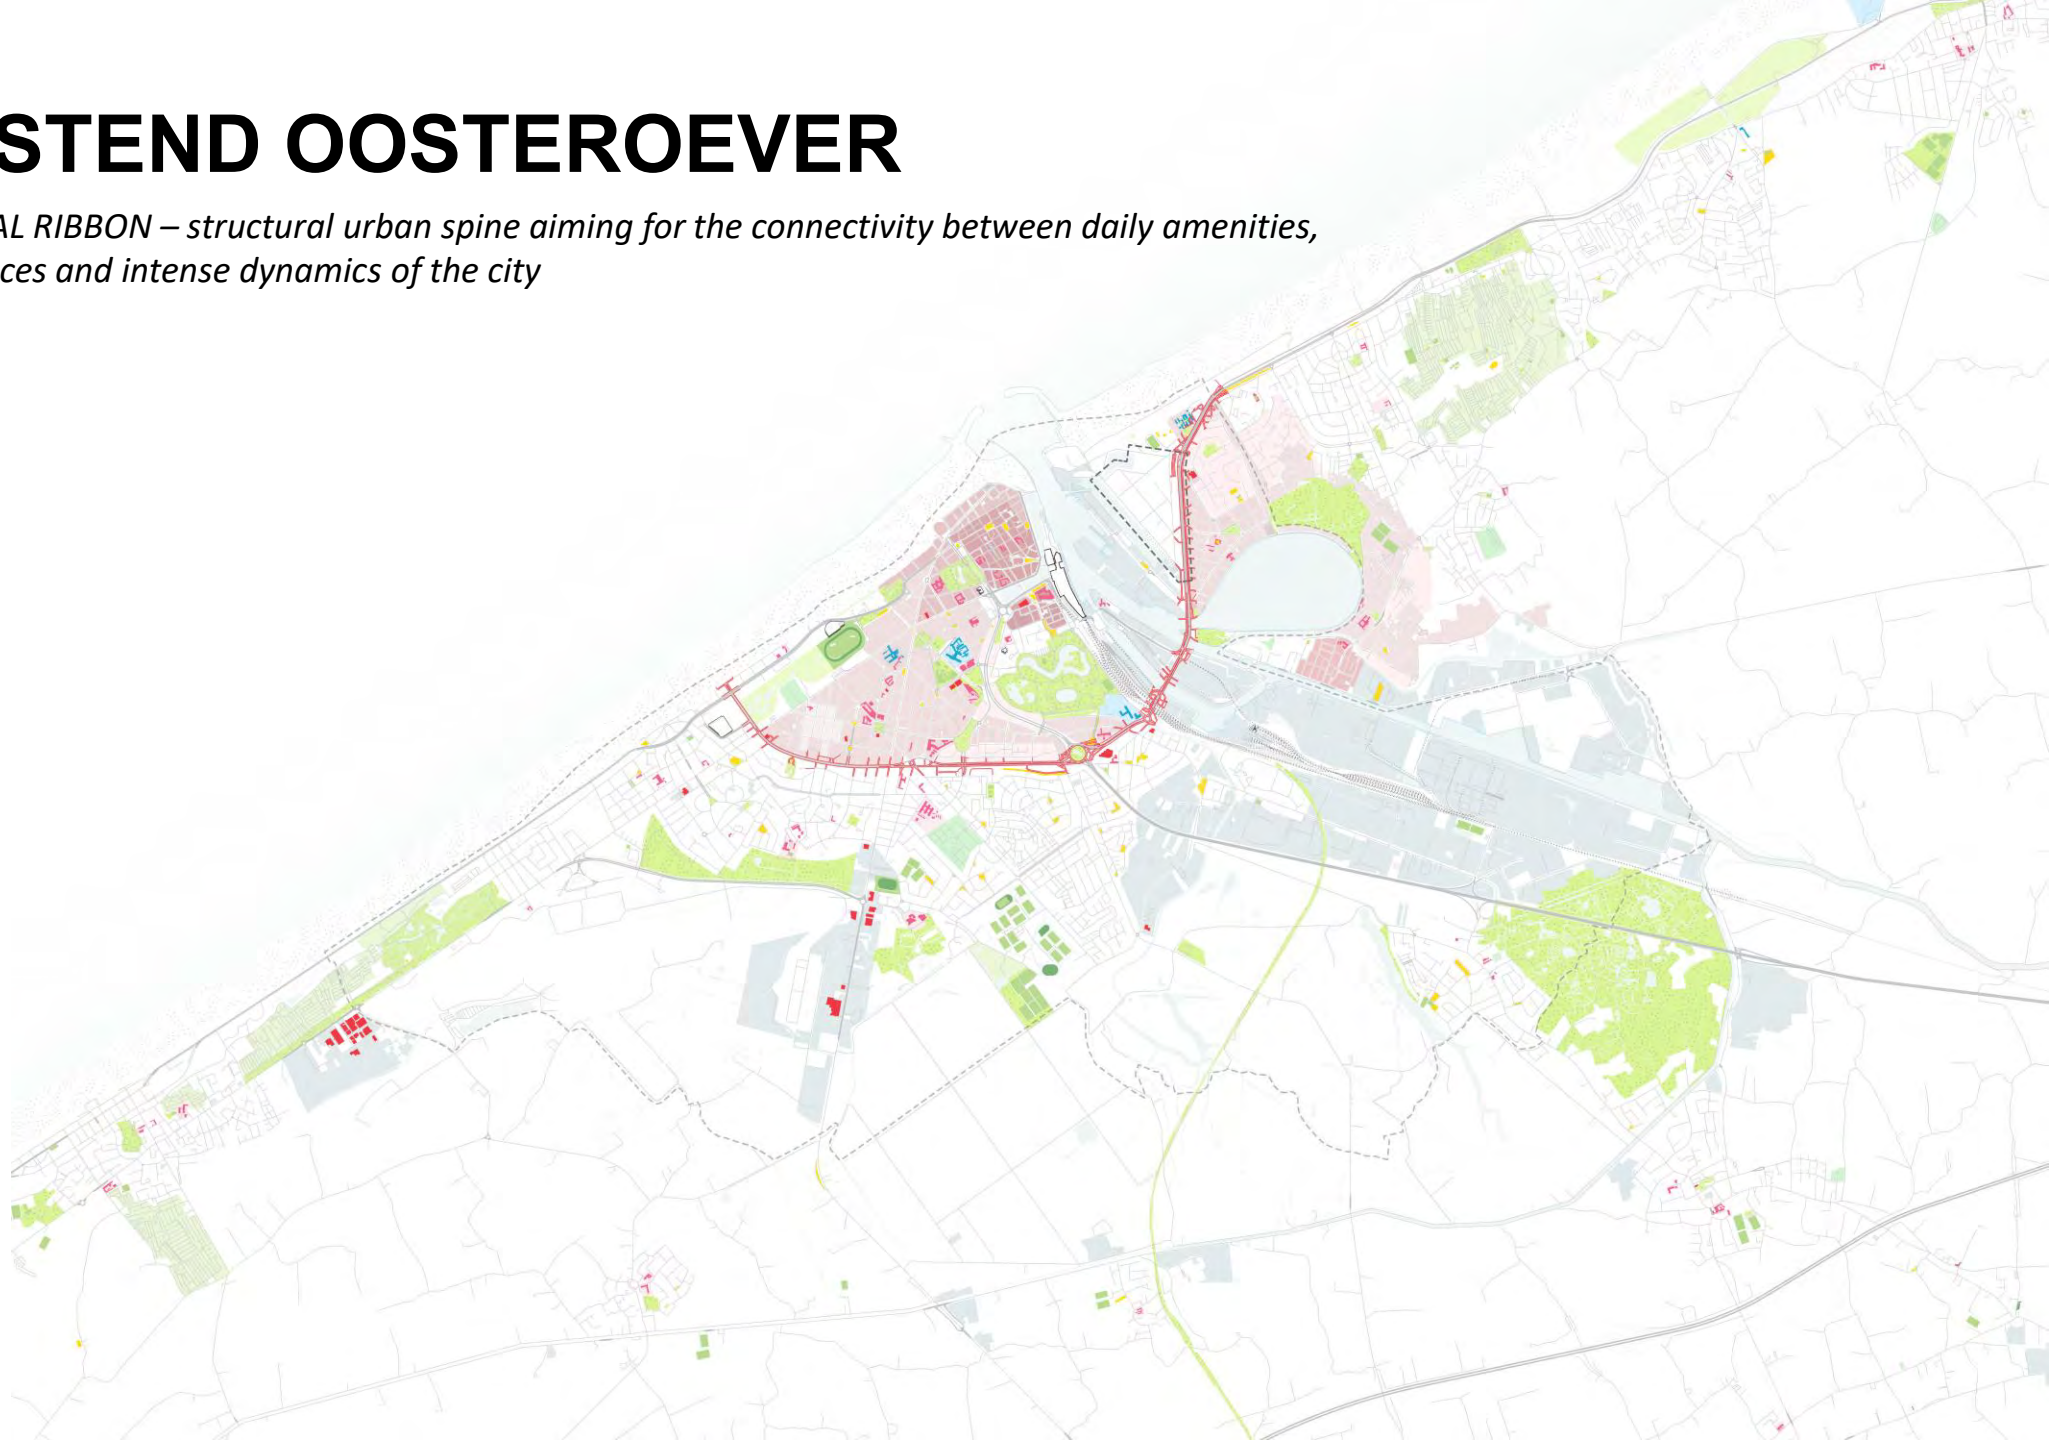 STEND OOSTEROEVER
AL RIBBON – structural urban spine aiming for the connectivity between daily amenities,
ces and intense dynamics of the city